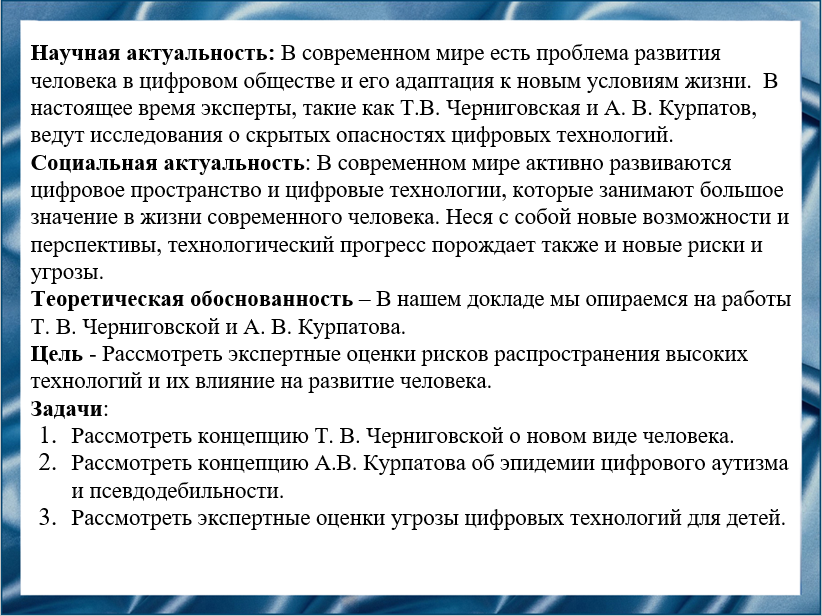 Научная актуальность: В современном мире есть проблема развития
человека в цифровом обществе и его адаптация к новым условиям жизни.  В
настоящее время эксперты, такие как Т.В. Черниговская и А. В. Курпатов,
ведут исследования о скрытых опасностях цифровых технологий.
Социальная актуальность: В современном мире активно развиваются
цифровое пространство и цифровые технологии, которые занимают большое
значение в жизни современного человека. Неся с собой новые возможности и
перспективы, технологический прогресс порождает также и новые риски и
угрозы.
Теоретическая обоснованность – В нашем докладе мы опираемся на работы
Т. В. Черниговской и А. В. Курпатова.
Цель - Рассмотреть экспертные оценки рисков распространения высоких
технологий и их влияние на развитие человека.
Задачи:
1. Рассмотреть концепцию Т. В. Черниговской о новом виде человека.
2. Рассмотреть концепцию А.В. Курпатова об эпидемии цифрового аутизма
и псевдодебильности.
3. Рассмотреть экспертные оценки угрозы цифровых технологий для детей.